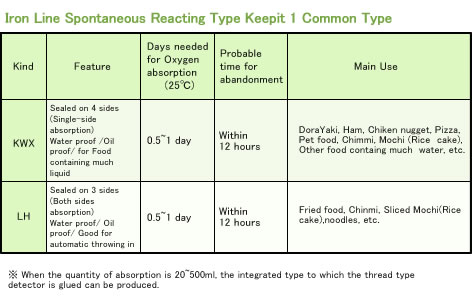 Iron Line Spontaneous Reacting Type Keepit 1 Common Type
Kind
Feature
Days needed
for Oxygen
absorption
(25℃)
Probable
time for
abandonment
Main Use
KWX
Sealed on 4 sides
(Single-side
absorption)
Water proof /Oil
proof/ for Food
containing much
liquid
0.5~1 day
Within
12 hours
DoraYaki, Ham, Chiken nugget, Pizza,
Pet food, Chimmi, Mochi (Rice cake),
Other food containg much water, etc.
LH
Sealed on 3 sides
(Both sides
absorption)
Water proof/ Oil
proof/ Good for
automatic throwing in
0.5~1 day
Within
12 hours
Fried food, Chinmi, Sliced Mochi(Rice
cake),noodles, etc.
※ When the quantity of absorption is 20~500ml, the integrated type to which the thread type
detector is glued can be produced.